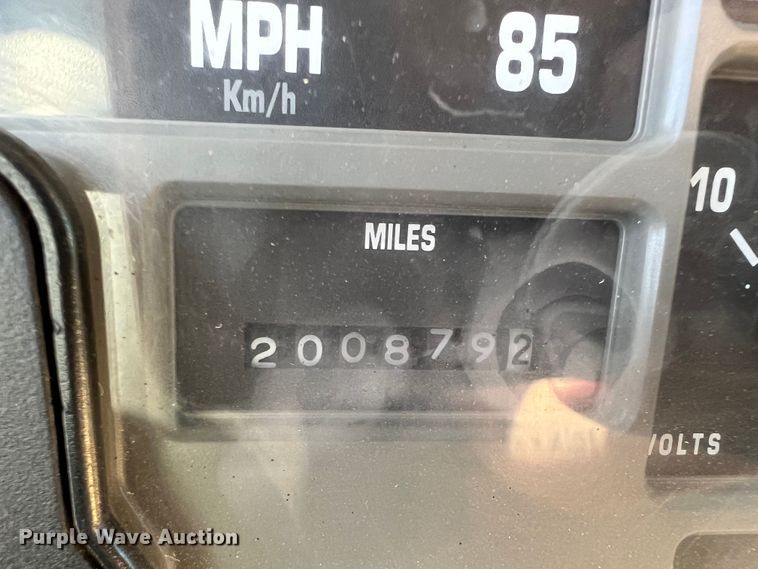 MPH
Km/h
85
MILES
2008792
10
VOLTS
Purple Wave Auction